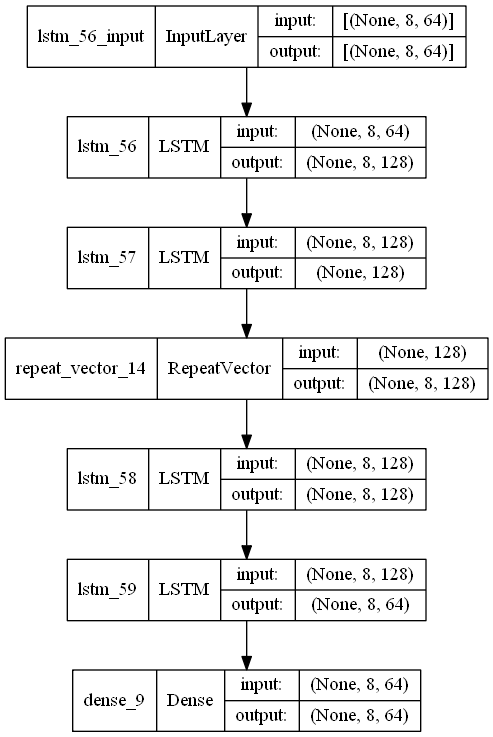 lstm_56_input InputLayer input: [(None, 8, 64)]
output: [(None, 8, 64)]
lstm_56 LSTM input: (None, 8, 64)
output: (None, 8, 128)
lstm_57 LSTM input: (None, 8, 128)
output: (None, 128)
repeat_vector_14 RepeatVector input: (None, 128)
output: (None, 8, 128)
lstm_58 LSTM input: (None, 8, 128)
output: (None, 8, 128)
lstm_59 LSTM input: (None, 8, 128)
output: (None, 8, 64)
dense_9 Dense input: (None, 8, 64)
output: (None, 8, 64)